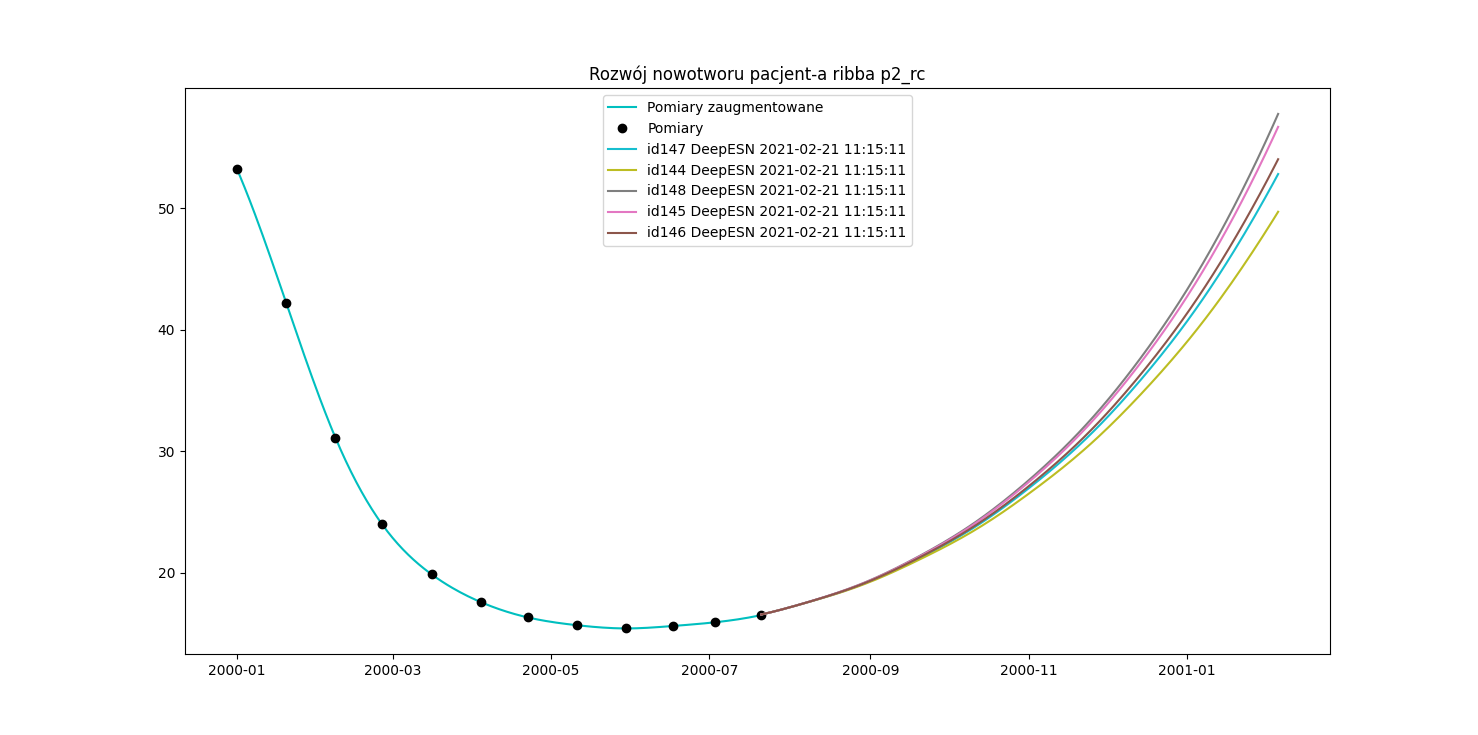 Rozwój nowotworu pacjent-a ribba p2_rc
Pomiary zaugmentowane
Pomiary
id147 DeepESN 2021-02-21 11:15:11
id144 DeepESN 2021-02-21 11:15:11
id148 DeepESN 2021-02-21 11:15:11
id145 DeepESN 2021-02-21 11:15:11
id146 DeepESN 2021-02-21 11:15:11
50
40
30
20
2000-01 2000-03 2000-05 2000-07 2000-09 2000-11 2001-01